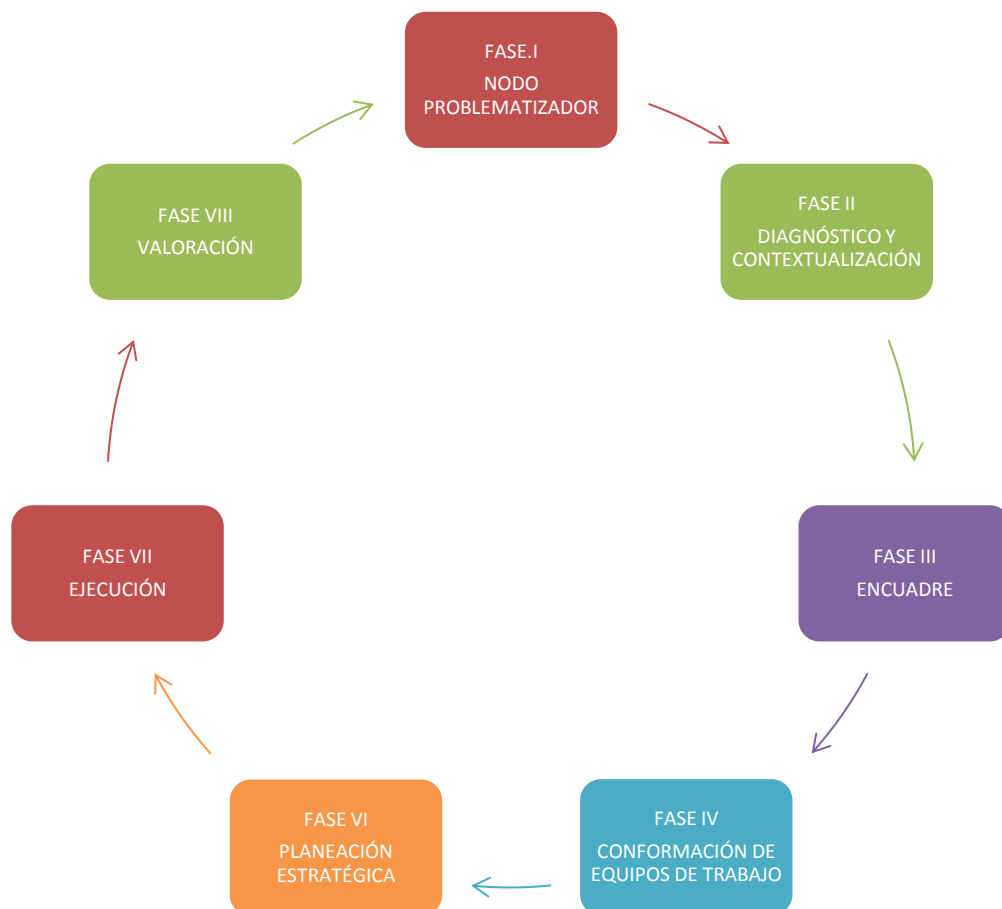 FASE.I
NODO
PROBLEMATIZADOR
FASE II
DIAGNÓSTICO Y
CONTEXTUALIZACIÓN
FASE III
ENCUADRE
FASE IV
CONFORMACIÓN DE
EQUIPOS DE TRABAJO
FASE VI
PLANEACIÓN
ESTRATÉGICA
FASE VII
EJECUCIÓN
FASE VIII
VALORACIÓN